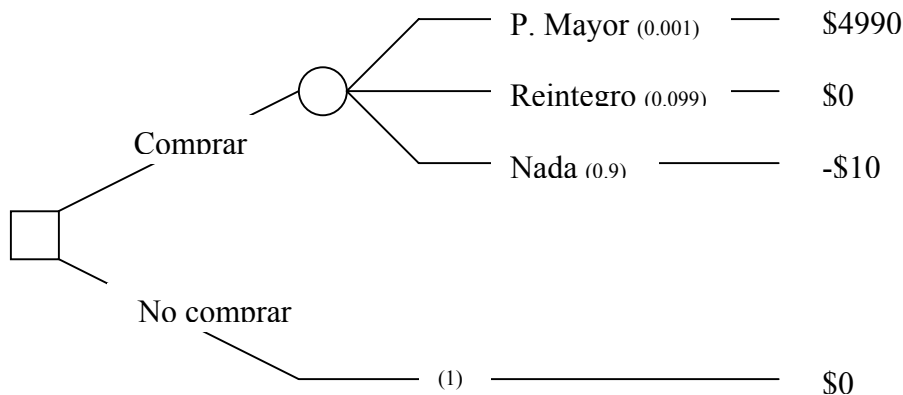 P. Mayor (0.001) $4990
Reintegro (0.099) $0
Comprar
Nada (0.9) -$10
No comprar
(1) $0